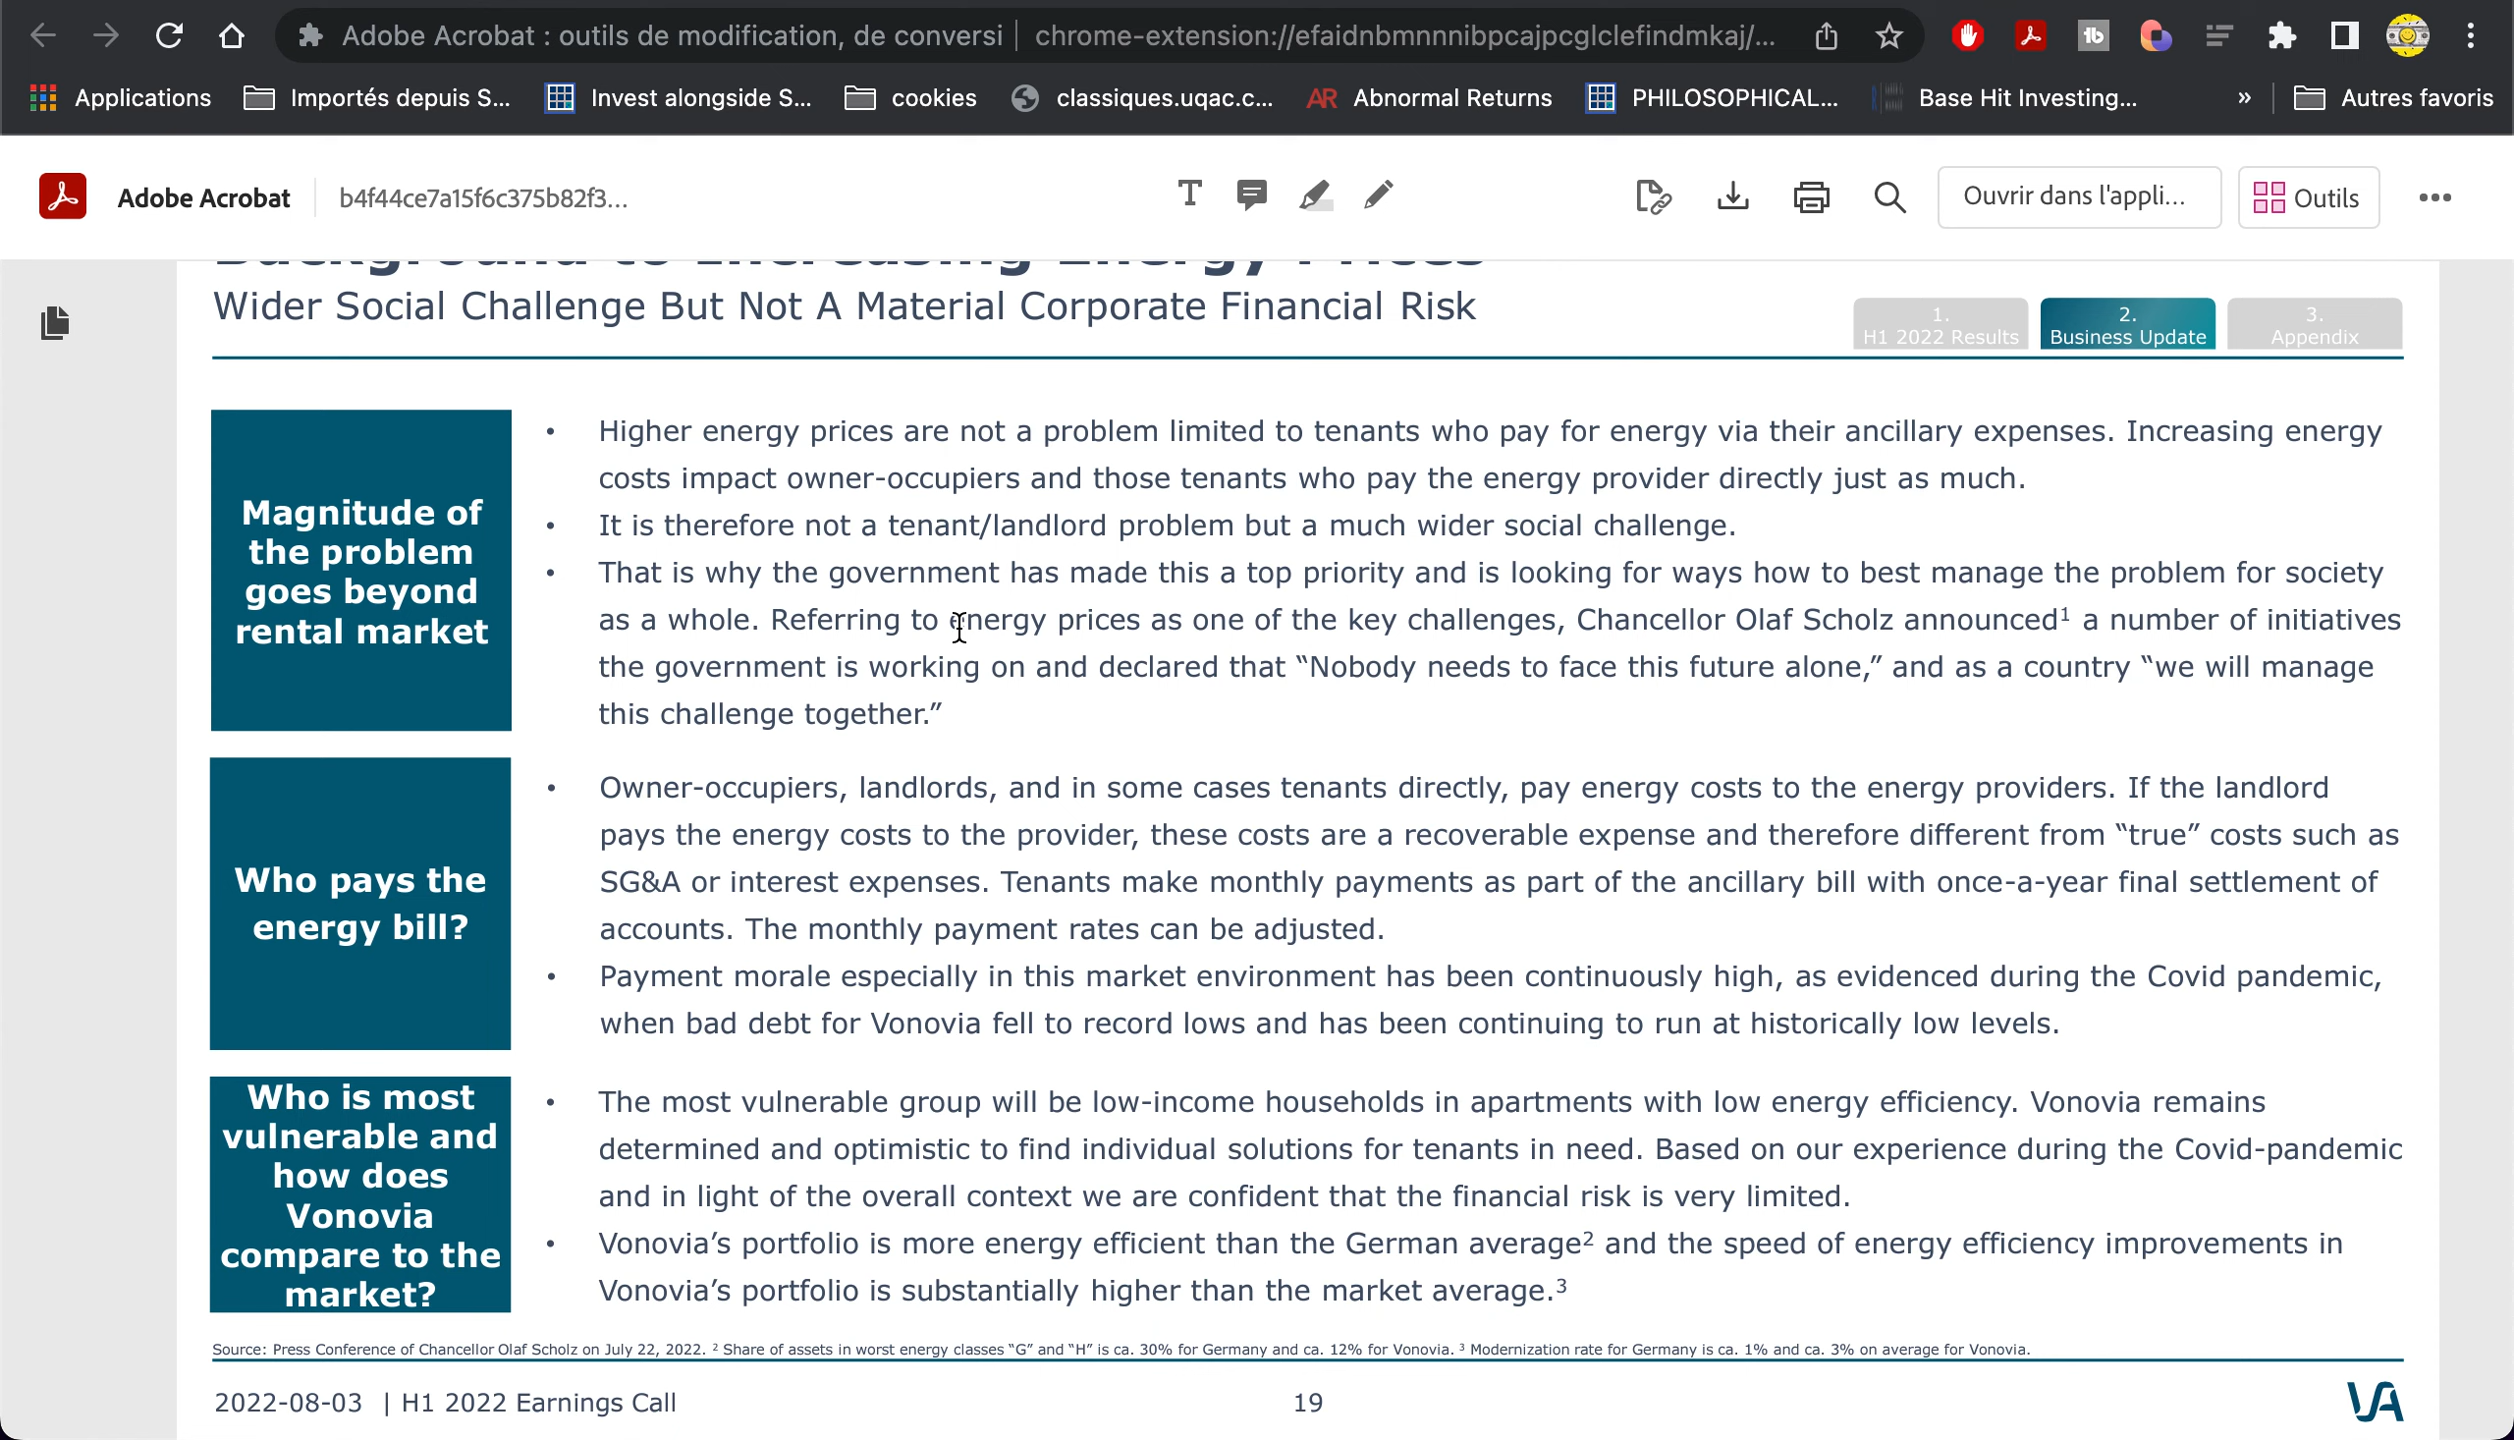 Adobe Acrobat : outils de modification, de conversi
chrome-extension://efaidnbmnnnibpcajpcglclefindmkaj/...
Applications
Importés depuis S...
Invest alongside S...
cookies
classiques.uqac.c...
AR Abnormal Returns
PHILOSOPHICAL...
Base Hit Investing...
»
Autres favoris
Adobe Acrobat
b4f44ce7a15f6c375b82f3...
Ouvrir dans l'appli...
Outils
Background to Increasing Energy Prices
Wider Social Challenge But Not A Material Corporate Financial Risk
1.
H1 2022 Results
2.
Business Update
3.
Appendix
Magnitude of
the problem
goes beyond
rental market
• Higher energy prices are not a problem limited to tenants who pay for energy via their ancillary expenses. Increasing energy
costs impact owner-occupiers and those tenants who pay the energy provider directly just as much.
• It is therefore not a tenant/landlord problem but a much wider social challenge.
• That is why the government has made this a top priority and is looking for ways how to best manage the problem for society
as a whole. Referring to energy prices as one of the key challenges, Chancellor Olaf Scholz announced¹ a number of initiatives
the government is working on and declared that “Nobody needs to face this future alone,” and as a country “we will manage
this challenge together.”
Who pays the
energy bill?
• Owner-occupiers, landlords, and in some cases tenants directly, pay energy costs to the energy providers. If the landlord
pays the energy costs to the provider, these costs are a recoverable expense and therefore different from “true” costs such as
SG&A or interest expenses. Tenants make monthly payments as part of the ancillary bill with once-a-year final settlement of
accounts. The monthly payment rates can be adjusted.
• Payment morale especially in this market environment has been continuously high, as evidenced during the Covid pandemic,
when bad debt for Vonovia fell to record lows and has been continuing to run at historically low levels.
Who is most
vulnerable and
how does
Vonovia
compare to the
market?
• The most vulnerable group will be low-income households in apartments with low energy efficiency. Vonovia remains
determined and optimistic to find individual solutions for tenants in need. Based on our experience during the Covid-pandemic
and in light of the overall context we are confident that the financial risk is very limited.
• Vonovia’s portfolio is more energy efficient than the German average² and the speed of energy efficiency improvements in
Vonovia’s portfolio is substantially higher than the market average.³
Source: Press Conference of Chancellor Olaf Scholz on July 22, 2022. ² Share of assets in worst energy classes “G” and “H” is ca. 30% for Germany and ca. 12% for Vonovia. ³ Modernization rate for Germany is ca. 1% and ca. 3% on average for Vonovia.
2022-08-03 | H1 2022 Earnings Call
19
VA